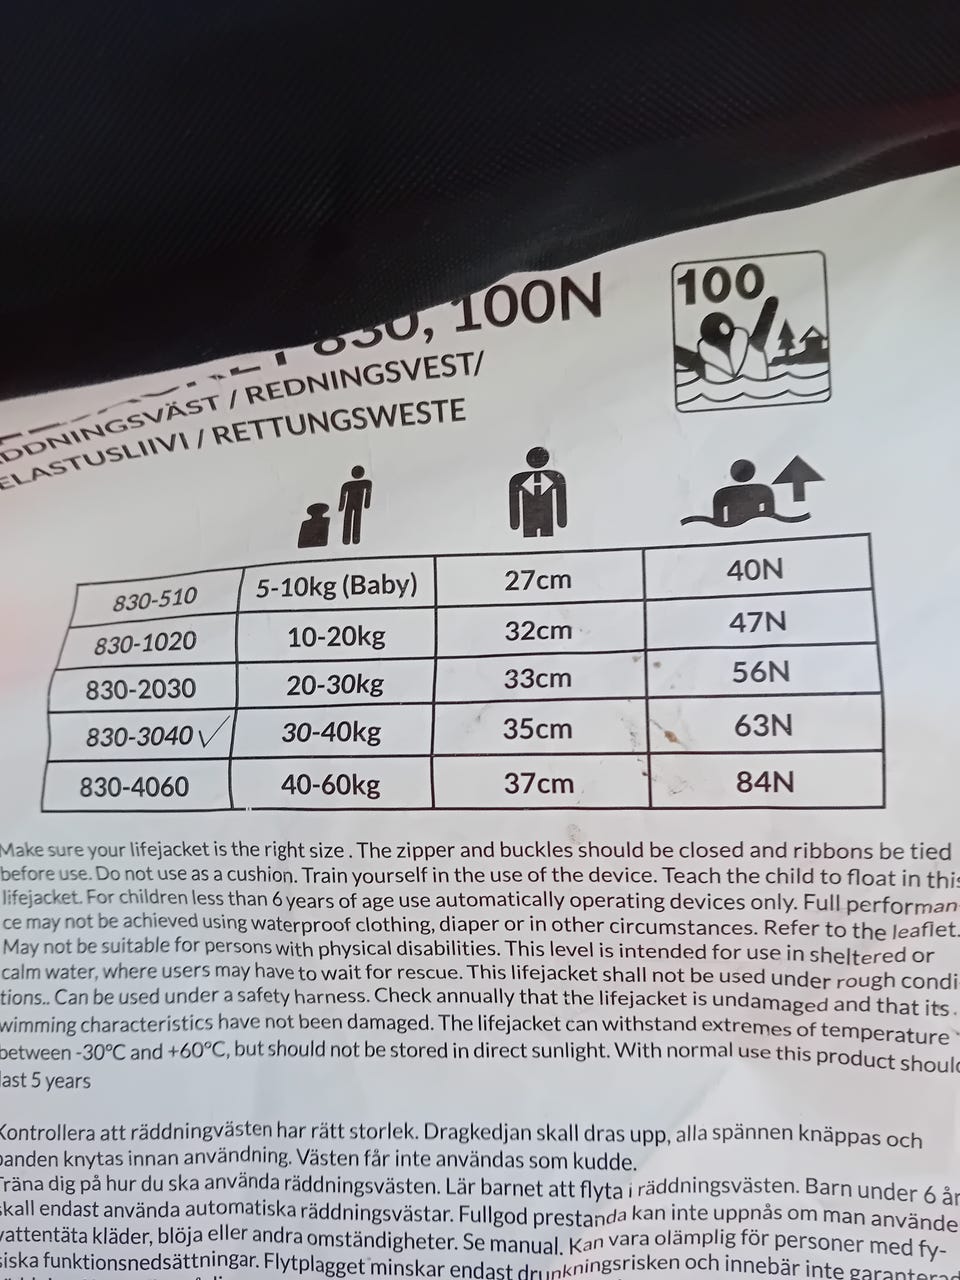 830, 100N
100
RÄDDNINGSVÄST / REDNINGSVEST/
PELASTUSLIIVI / RETTUNGSWESTE
830-510 5-10kg (Baby) 27cm 40N
830-1020 10-20kg 32cm 47N
830-2030 20-30kg 33cm 56N
830-3040 ✓ 30-40kg 35cm 63N
830-4060 40-60kg 37cm 84N
Make sure your lifejacket is the right size . The zipper and buckles should be closed and ribbons be tied
before use. Do not use as a cushion. Train yourself in the use of the device. Teach the child to float in this
lifejacket. For children less than 6 years of age use automatically operating devices only. Full performan-
ce may not be achieved using waterproof clothing, diaper or in other circumstances. Refer to the leaflet.
May not be suitable for persons with physical disabilities. This level is intended for use in sheltered or
calm water, where users may have to wait for rescue. This lifejacket shall not be used under rough condi-
tions.. Can be used under a safety harness. Check annually that the lifejacket is undamaged and that its
wimming characteristics have not been damaged. The lifejacket can withstand extremes of temperature
between -30°C and +60°C, but should not be stored in direct sunlight. With normal use this product should
last 5 years
Kontrollera att räddningvästen har rätt storlek. Dragkedjan skall dras upp, alla spännen knäppas och
banden knytas innan användning. Västen får inte användas som kudde.
Träna dig på hur du ska använda räddningsvästen. Lär barnet att flyta i räddningsvästen. Barn under 6 år
skall endast använda automatiska räddningsvästar. Fullgod prestanda kan inte uppnås om man använde
vattentäta kläder, blöja eller andra omständigheter. Se manual. Kan vara olämplig för personer med fy-
siska funktionsnedsättningar. Flytplagget minskar endast drunkningsrisken och innebär inte